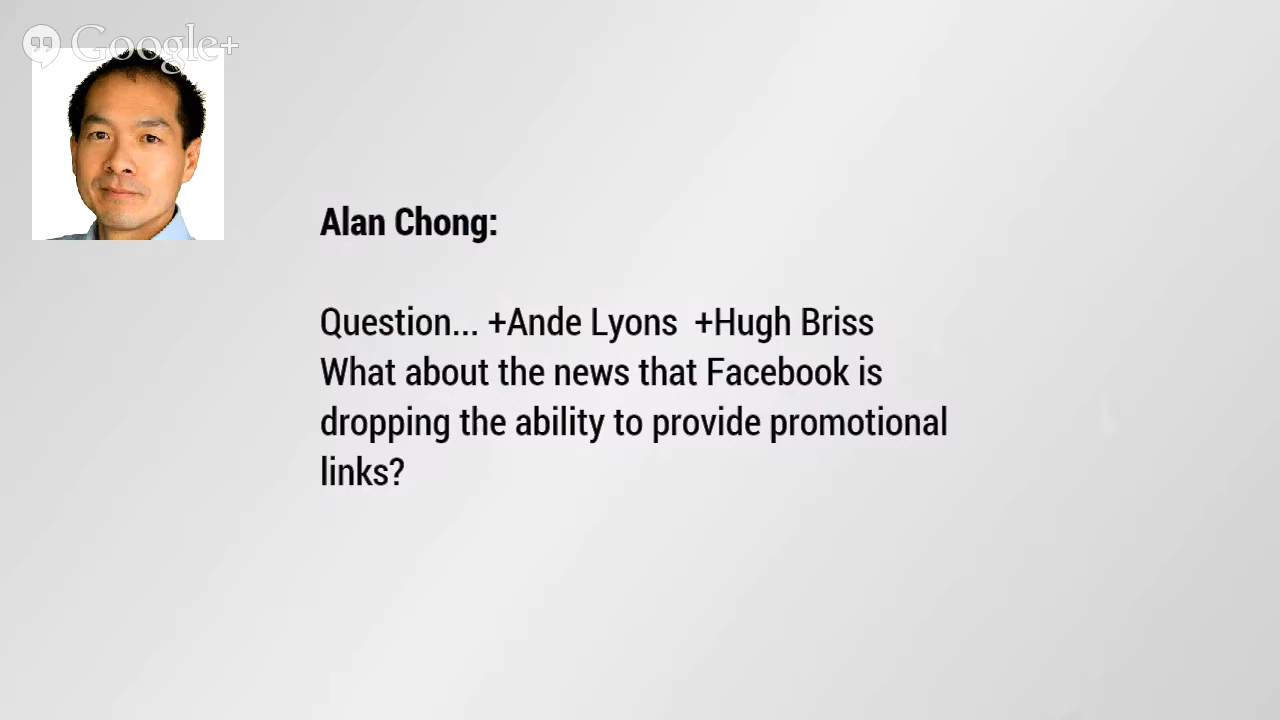 Google+
Alan Chong:
Question... +Ande Lyons +Hugh Briss
What about the news that Facebook is
dropping the ability to provide promotional
links?